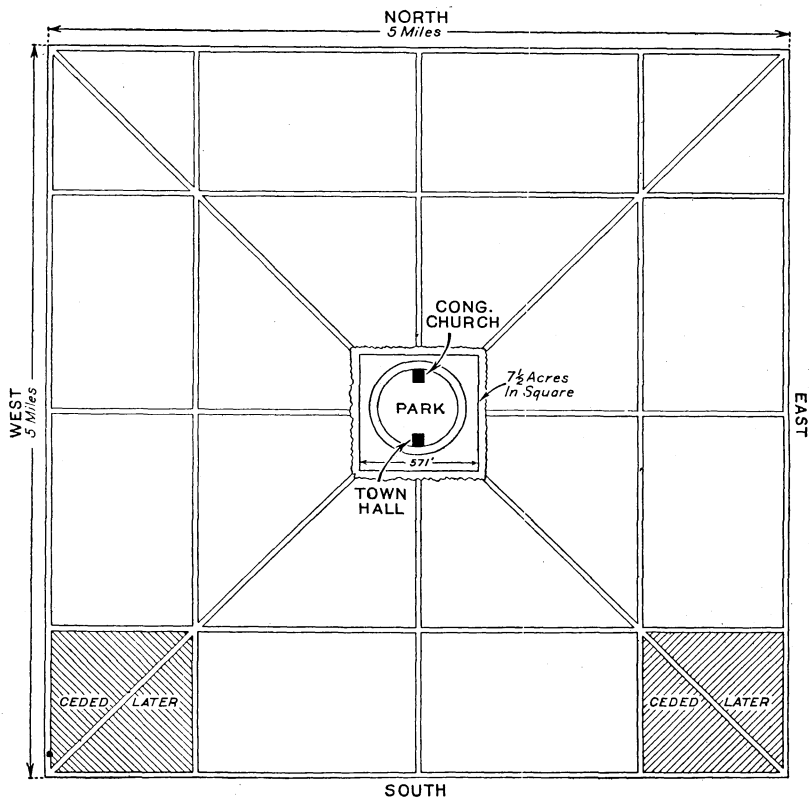 NORTH
5 Miles
CONG.
CHURCH
7½ Acres
In Square
WEST
5 Miles
PARK
EAST
571'
TOWN
HALL
CEDED LATER
CEDED LATER
SOUTH